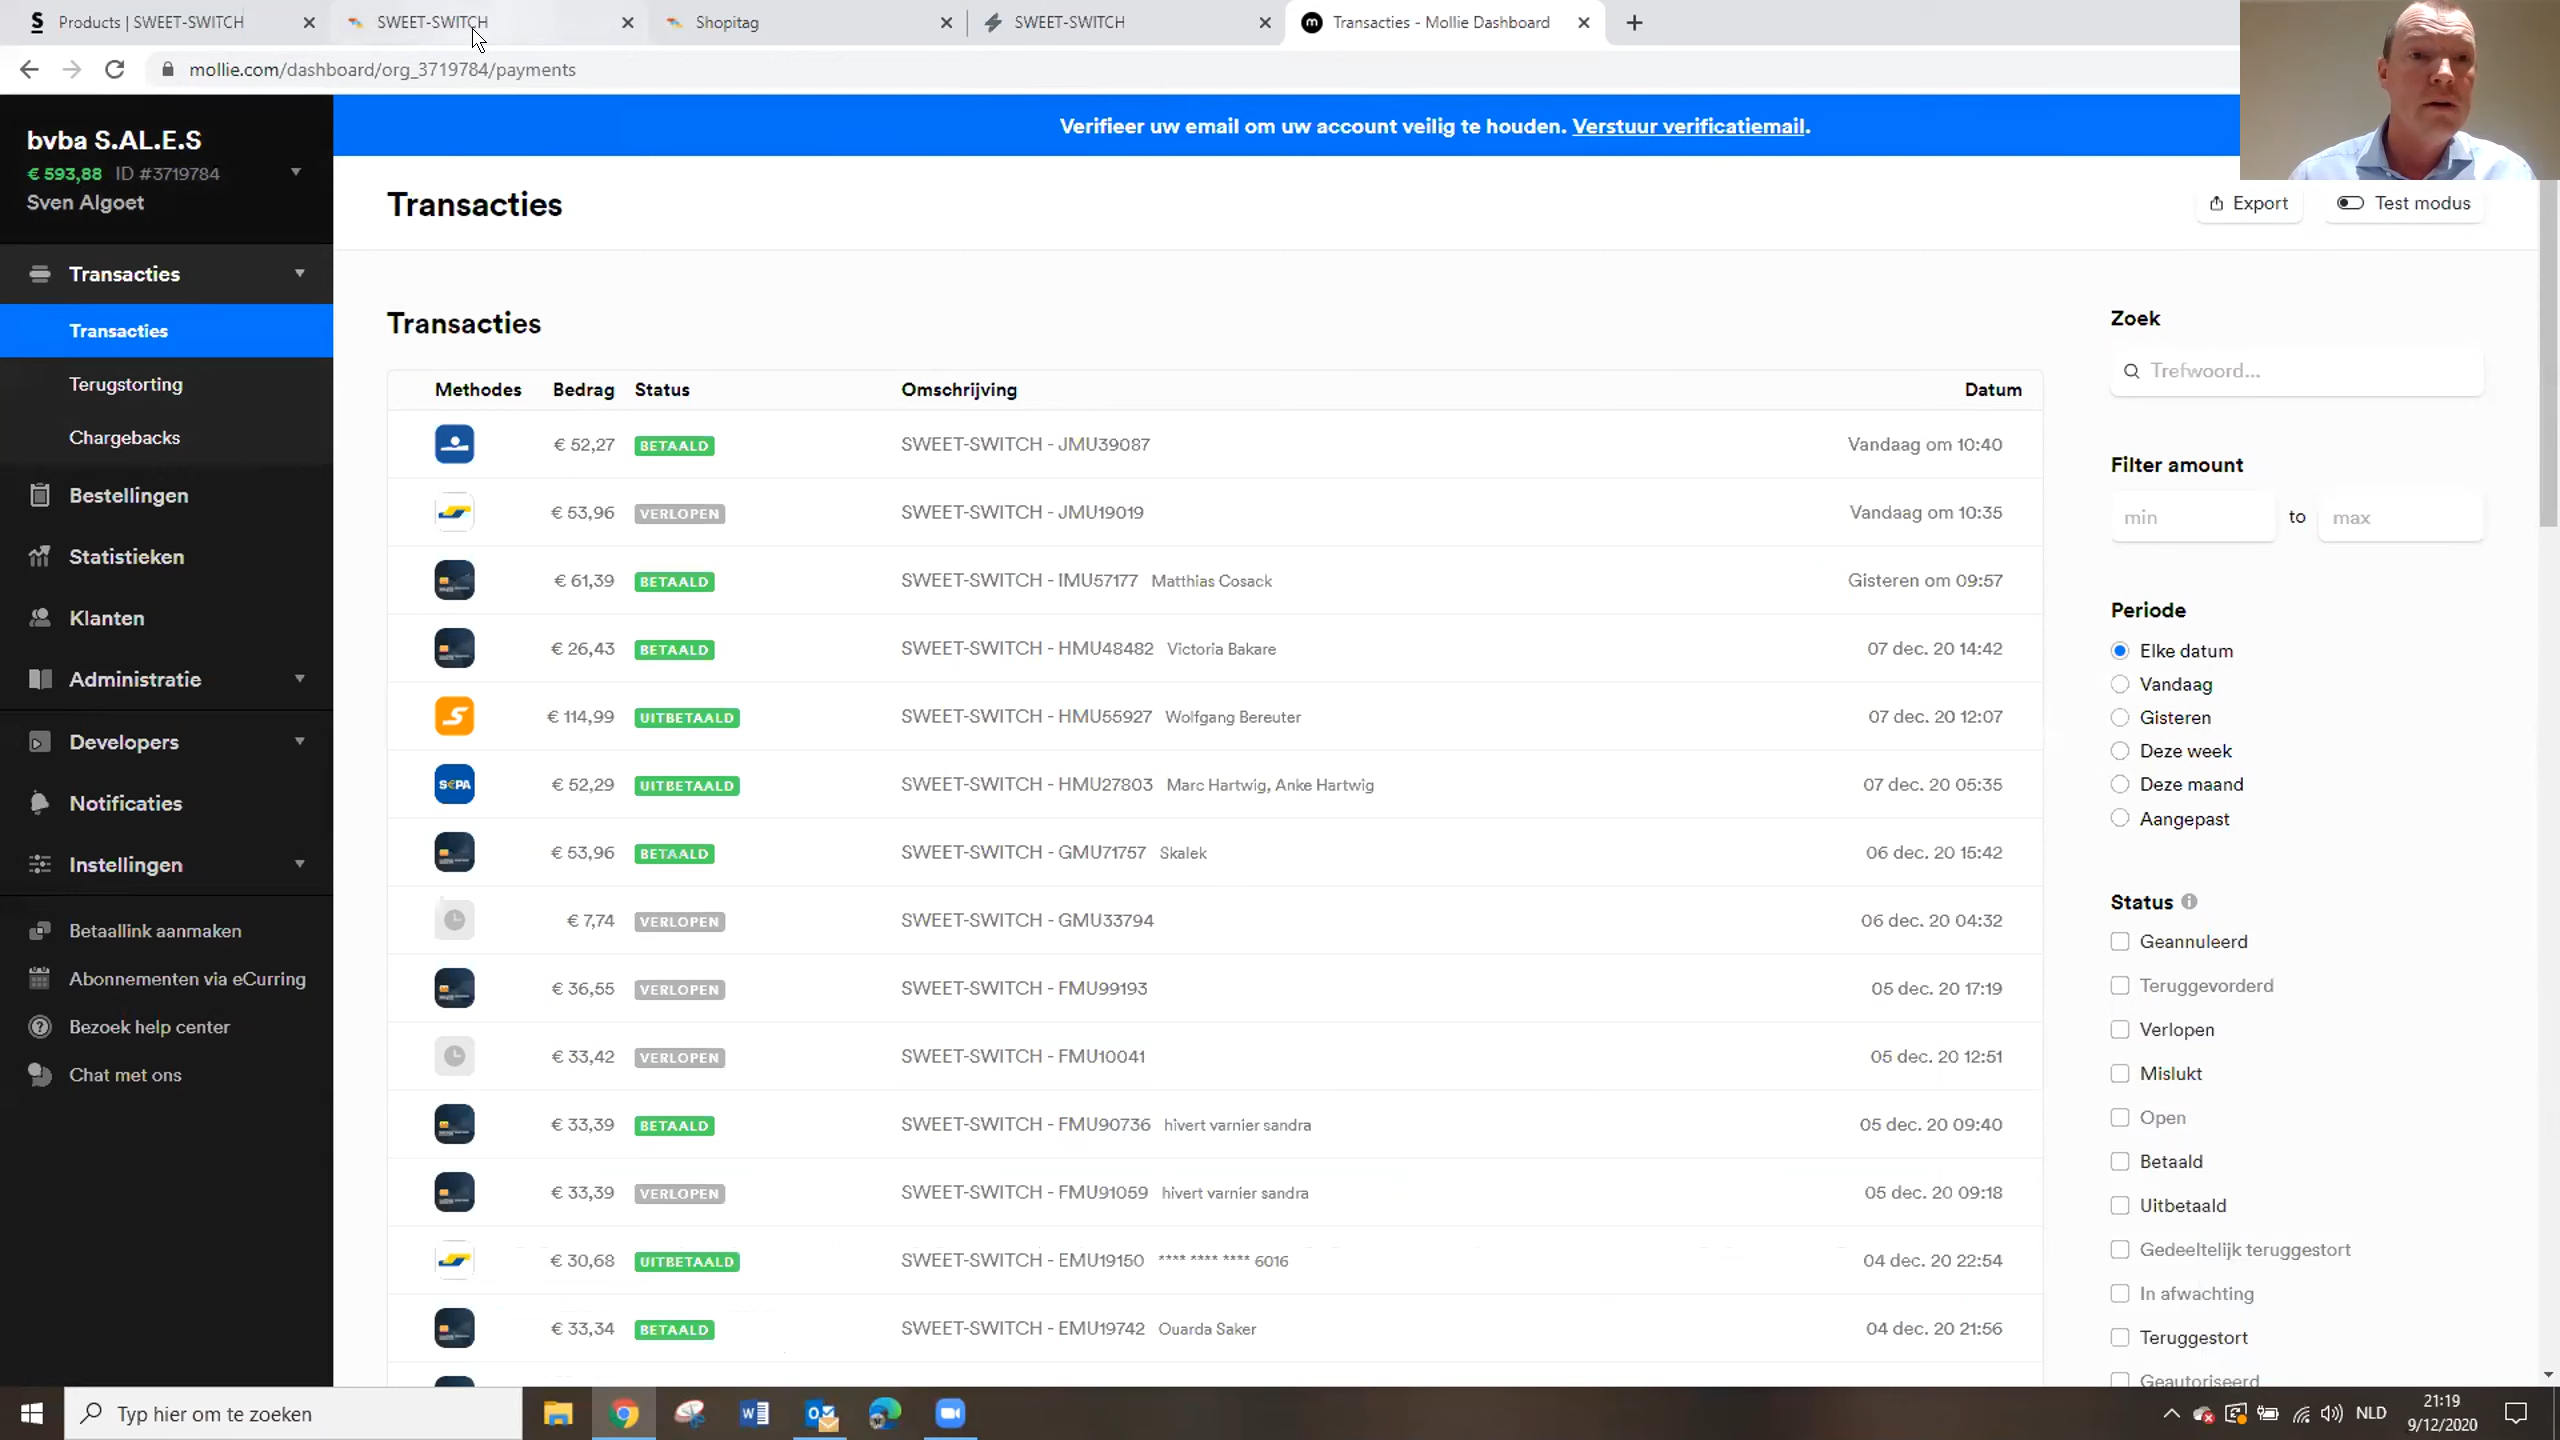 Products | SWEET-SWITCH
SWEET-SWITCH
Shopitag
SWEET-SWITCH
Transacties - Mollie Dashboard
mollie.com/dashboard/org_3719784/payments
bvba S.AL.E.S
€ 593,88 ID #3719784
Sven Algoet
Transacties
Transacties
Terugstorting
Chargebacks
Bestellingen
Statistieken
Klanten
Administratie
Developers
Notificaties
Instellingen
Betaallink aanmaken
Abonnementen via eCurring
Bezoek help center
Chat met ons
Verifieer uw email om uw account veilig te houden. Verstuur verificatiemail.
Transacties
Export
Test modus
Transacties
Methodes Bedrag Status Omschrijving Datum
€ 52,27 BETAALD SWEET-SWITCH - JMU39087 Vandaag om 10:40
€ 53,96 VERLOPEN SWEET-SWITCH - JMU19019 Vandaag om 10:35
€ 61,39 BETAALD SWEET-SWITCH - IMU57177 Matthias Cosack Gisteren om 09:57
€ 26,43 BETAALD SWEET-SWITCH - HMU48482 Victoria Bakare 07 dec. 20 14:42
€ 114,99 UITBETAALD SWEET-SWITCH - HMU55927 Wolfgang Bereuter 07 dec. 20 12:07
S€PA € 52,29 UITBETAALD SWEET-SWITCH - HMU27803 Marc Hartwig, Anke Hartwig 07 dec. 20 05:35
€ 53,96 BETAALD SWEET-SWITCH - GMU71757 Skalek 06 dec. 20 15:42
€ 7,74 VERLOPEN SWEET-SWITCH - GMU33794 06 dec. 20 04:32
€ 36,55 VERLOPEN SWEET-SWITCH - FMU99193 05 dec. 20 17:19
€ 33,42 VERLOPEN SWEET-SWITCH - FMU10041 05 dec. 20 12:51
€ 33,39 BETAALD SWEET-SWITCH - FMU90736 hivert varnier sandra 05 dec. 20 09:40
€ 33,39 VERLOPEN SWEET-SWITCH - FMU91059 hivert varnier sandra 05 dec. 20 09:18
€ 30,68 UITBETAALD SWEET-SWITCH - EMU19150 **** **** **** 6016 04 dec. 20 22:54
€ 33,34 BETAALD SWEET-SWITCH - EMU19742 Ouarda Saker 04 dec. 20 21:56
Zoek
Trefwoord...
Filter amount
min to max
Periode
Elke datum
Vandaag
Gisteren
Deze week
Deze maand
Aangepast
Status
Geannuleerd
Teruggevorderd
Verlopen
Mislukt
Open
Betaald
Uitbetaald
Gedeeltelijk teruggestort
In afwachting
Teruggestort
Geautoriseerd
Typ hier om te zoeken
NLD
21:19
9/12/2020